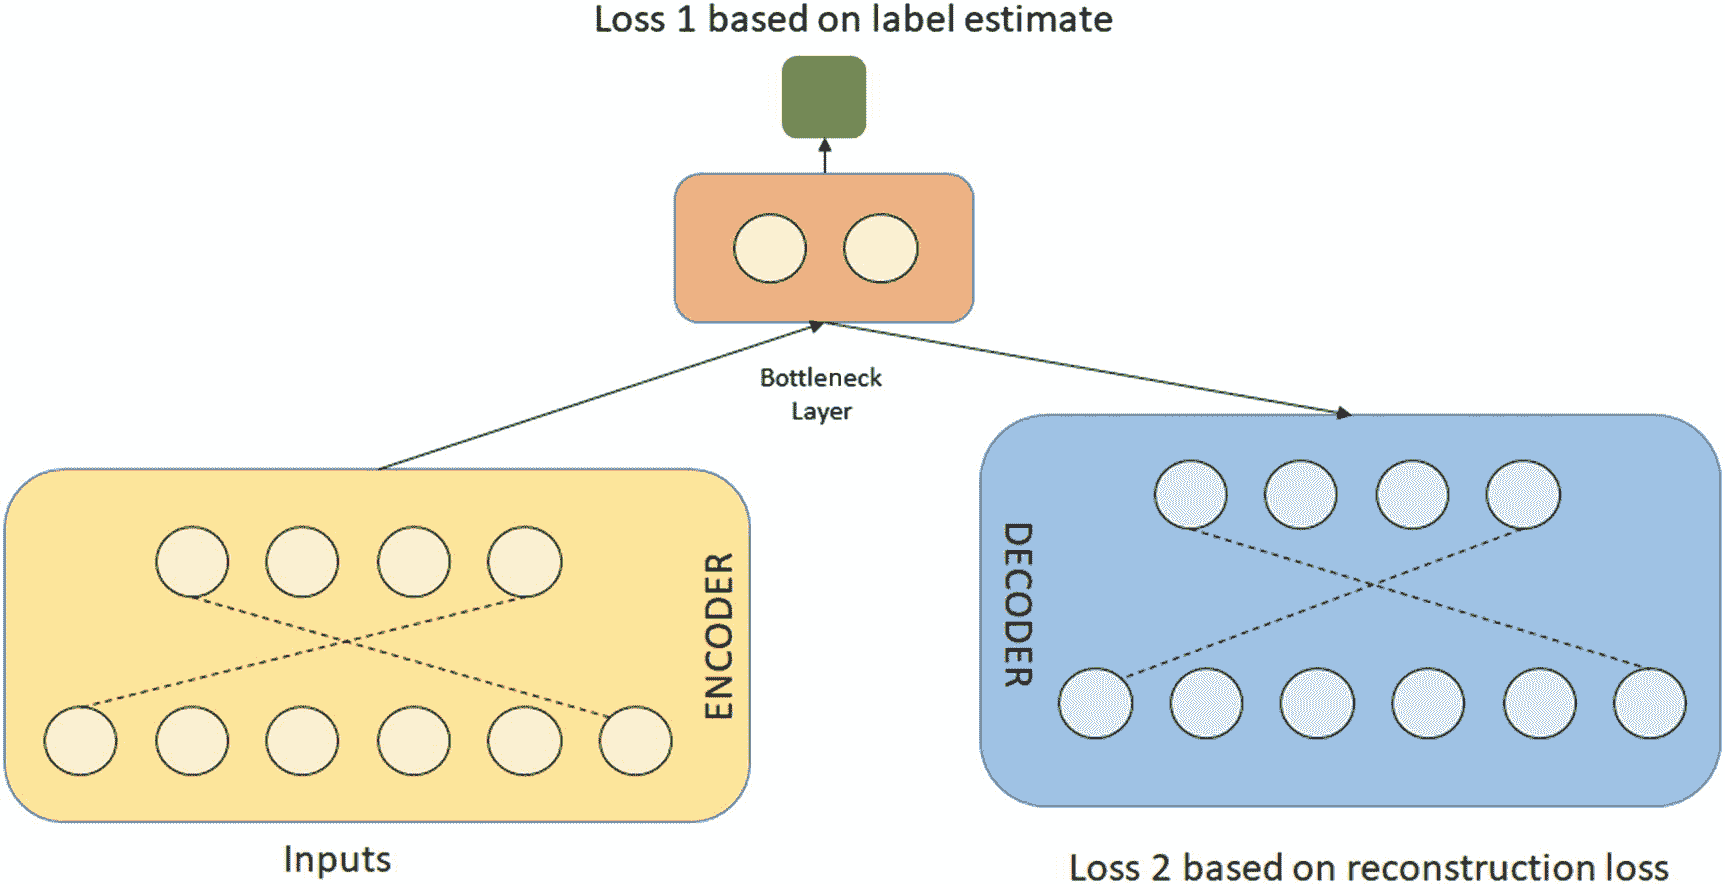 Loss 1 based on label estimate
Bottleneck
Layer
ENCODER
DECODER
Inputs
Loss 2 based on reconstruction loss